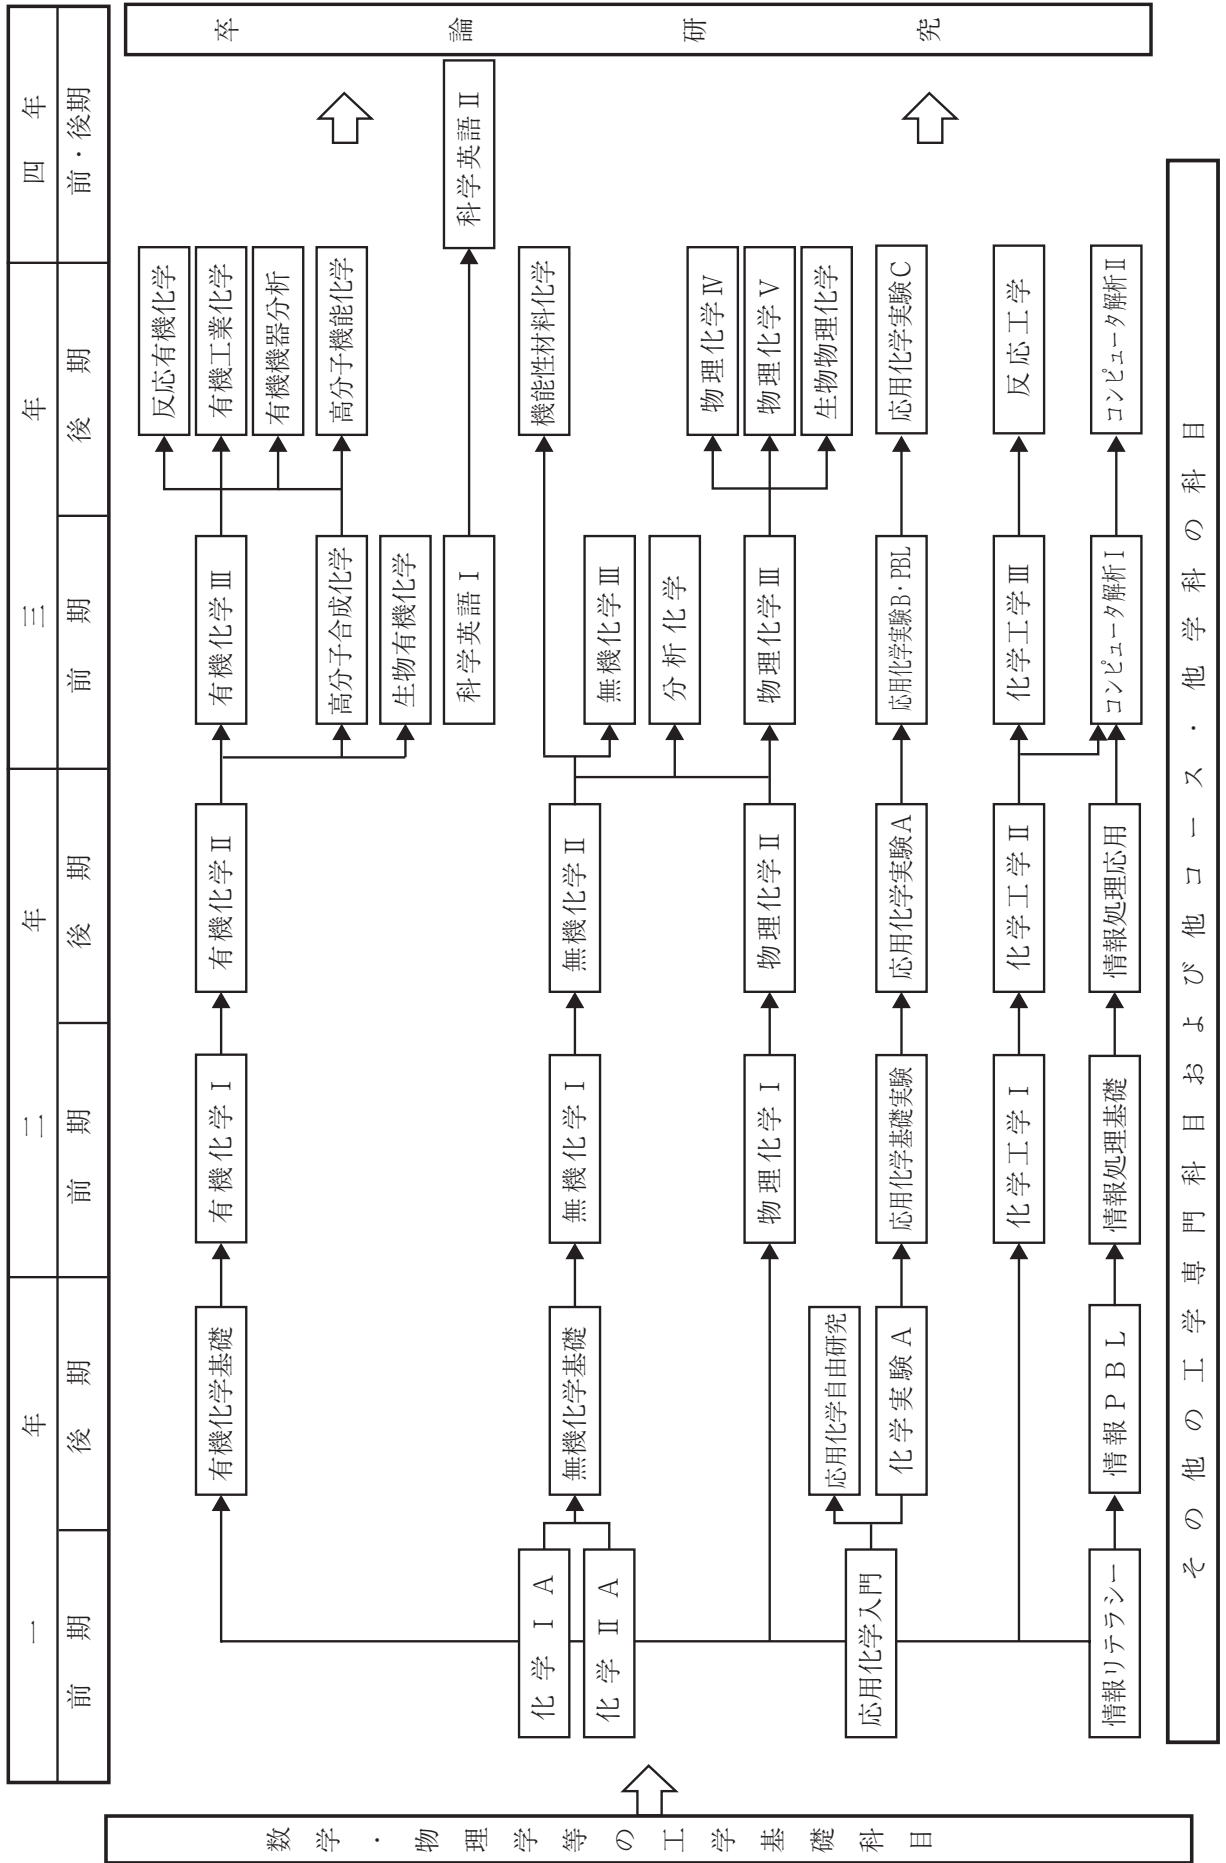 一年
前期
後期
二年
前期
後期
三年
前期
後期
四年
前・後期
数学・物理学等の工学基礎科目
有機化学基礎
有機化学Ⅰ
有機化学Ⅱ
有機化学Ⅲ
高分子合成化学
生物有機化学
反応有機化学
有機工業化学
有機機器分析
高分子機能化学
科学英語Ⅰ
科学英語Ⅱ
化学ⅠA
化学ⅡA
無機化学基礎
無機化学Ⅰ
無機化学Ⅱ
無機化学Ⅲ
分析化学
機能性材料化学
物理化学Ⅰ
物理化学Ⅱ
物理化学Ⅲ
物理化学Ⅳ
物理化学Ⅴ
生物物理化学
応用化学入門
応用化学自由研究
化学実験A
応用化学基礎実験
応用化学実験A
応用化学実験B・PBL
応用化学実験C
化学工学Ⅰ
化学工学Ⅱ
化学工学Ⅲ
反応工学
情報リテラシー
情報PBL
情報処理基礎
情報処理応用
コンピュータ解析Ⅰ
コンピュータ解析Ⅱ
卒論研究
その他の工学専門科目および他コース・他学科の科目